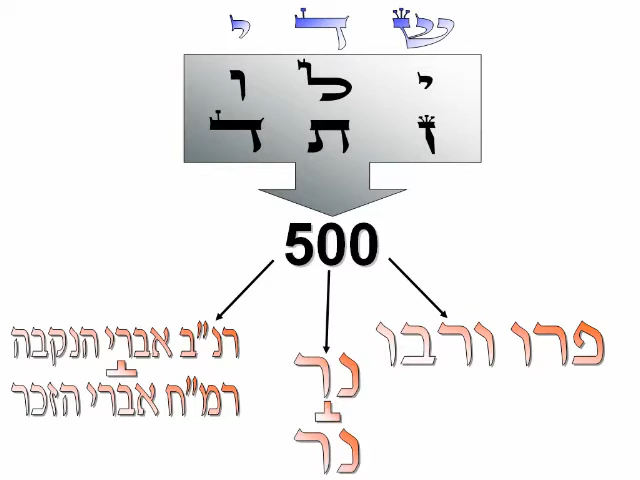 ש ד י
י ל ו
ן ת ד
500
פרו ורבו
נר
┴
נר
רנ"ב אברי הנקבה
┴
רמ"ח אברי הזכר